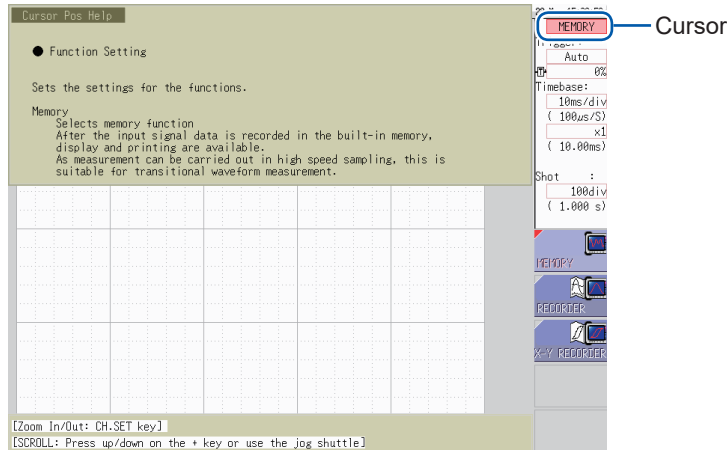 Cursor Pos Help
● Function Setting
Sets the settings for the functions.
Memory
Selects memory function
After the input signal data is recorded in the built-in memory,
display and printing are available.
As measurement can be carried out in high speed sampling, this is
suitable for transitional waveform measurement.
[Zoom In/Out: CH.SET key]
[SCROLL: Press up/down on the + key or use the jog shuttle]
MEMORY
Cursor
Auto
0%
Timebase:
10ms/div
( 100µs/S)
x1
( 10.00ms)
Shot :
100div
( 1.000 s)
MEMORY
RECORDER
X-Y RECORDER